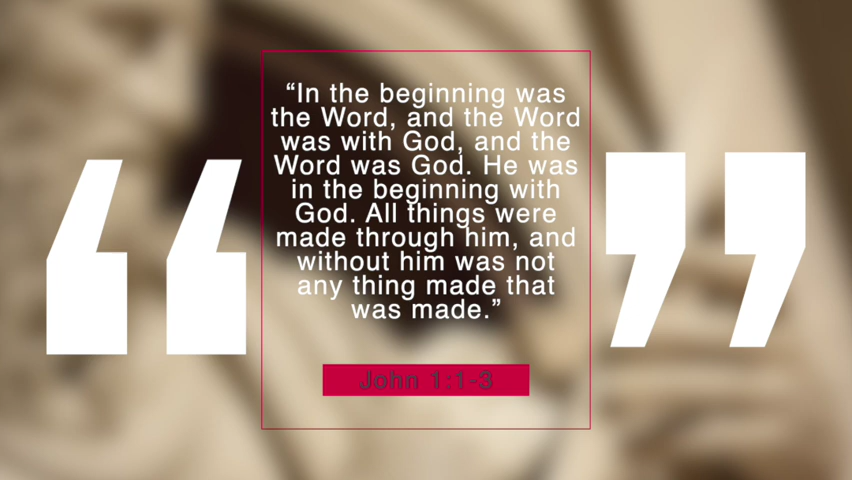 “In the beginning was
the Word, and the Word
was with God, and the
Word was God. He was
in the beginning with
God. All things were
made through him, and
without him was not
any thing made that
was made.”
John 1:1-3